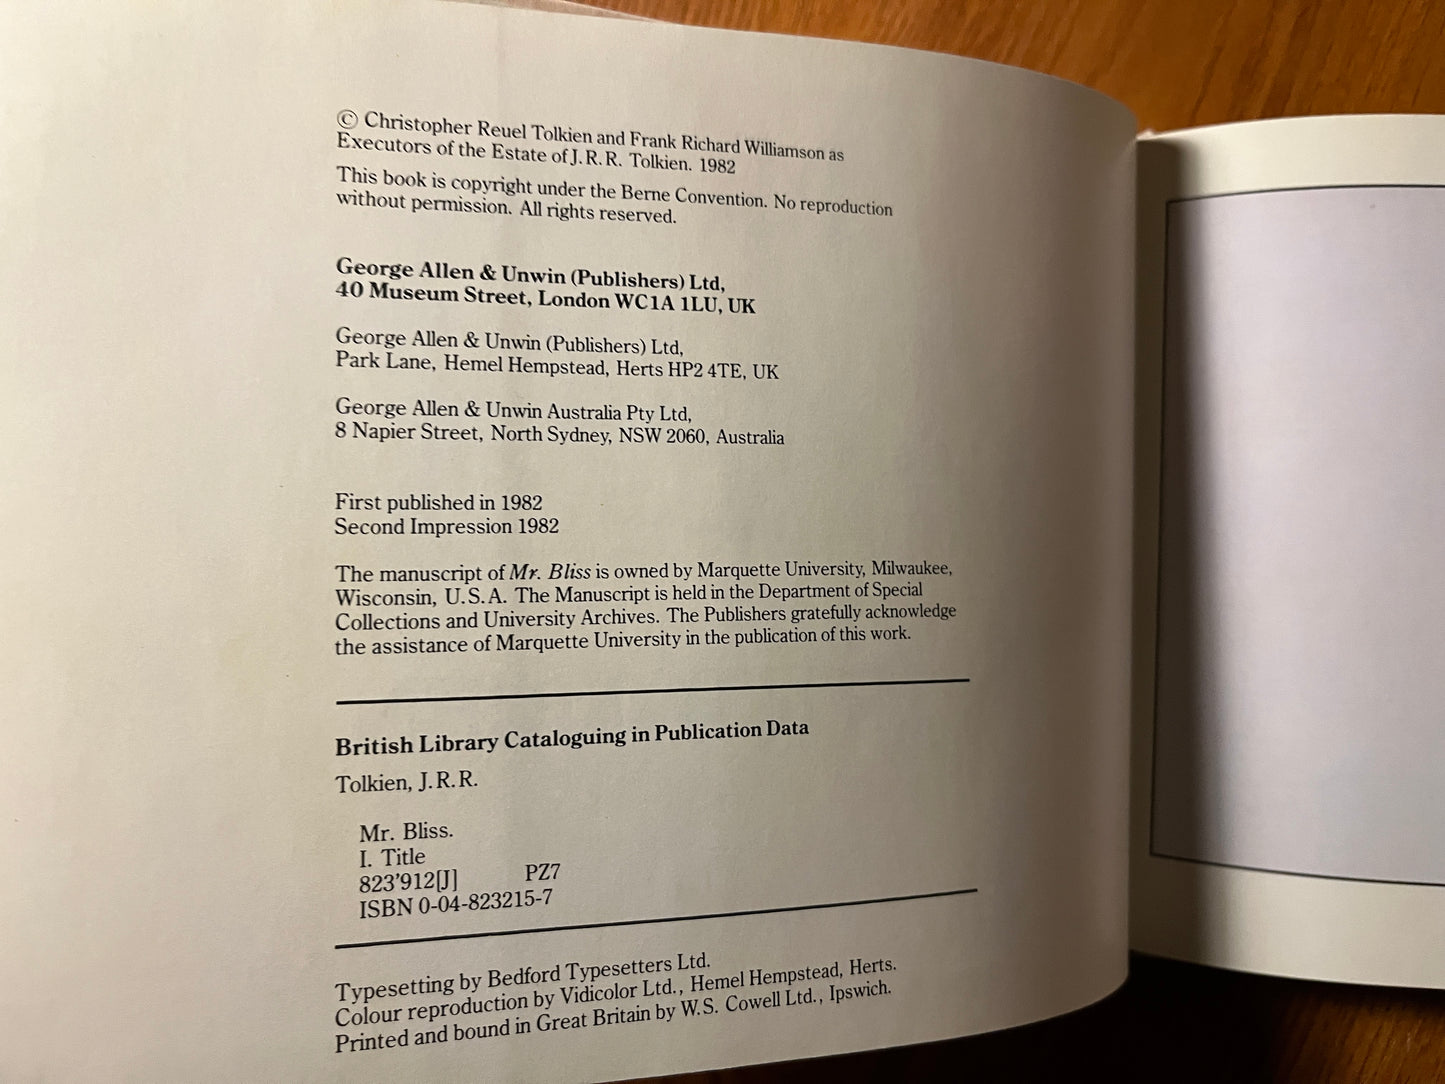 © Christopher Reuel Tolkien and Frank Richard Williamson as
Executors of the Estate of J. R. R. Tolkien. 1982
This book is copyright under the Berne Convention. No reproduction
without permission. All rights reserved.
George Allen & Unwin (Publishers) Ltd,
40 Museum Street, London WC1A 1LU, UK
George Allen & Unwin (Publishers) Ltd,
Park Lane, Hemel Hempstead, Herts HP2 4TE, UK
George Allen & Unwin Australia Pty Ltd,
8 Napier Street, North Sydney, NSW 2060, Australia
First published in 1982
Second Impression 1982
The manuscript of Mr. Bliss is owned by Marquette University, Milwaukee,
Wisconsin, U.S.A. The Manuscript is held in the Department of Special
Collections and University Archives. The Publishers gratefully acknowledge
the assistance of Marquette University in the publication of this work.
British Library Cataloguing in Publication Data
Tolkien, J.R.R.
Mr. Bliss.
I. Title
823’912[J] PZ7
ISBN 0-04-823215-7
Typesetting by Bedford Typesetters Ltd.
Colour reproduction by Vidicolor Ltd., Hemel Hempstead, Herts.
Printed and bound in Great Britain by W.S. Cowell Ltd., Ipswich.